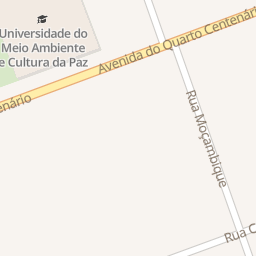 Universidade do
Meio Ambiente
e Cultura da Paz
Avenida do Quarto Centenári
enário
Rua Moçambique
Rua C